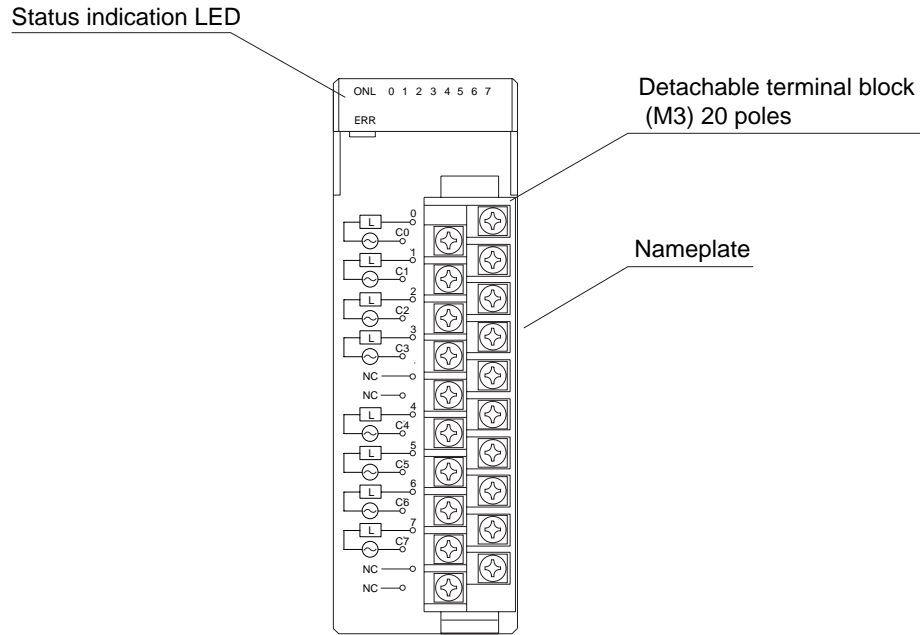 Status indication LED
Detachable terminal block
(M3) 20 poles
Nameplate
ONL 0 1 2 3 4 5 6 7
ERR
L 0
C0
L 1
C1
L 2
C2
L 3
C3
NC
NC
L 4
C4
L 5
C5
L 6
C6
L 7
C7
NC
NC